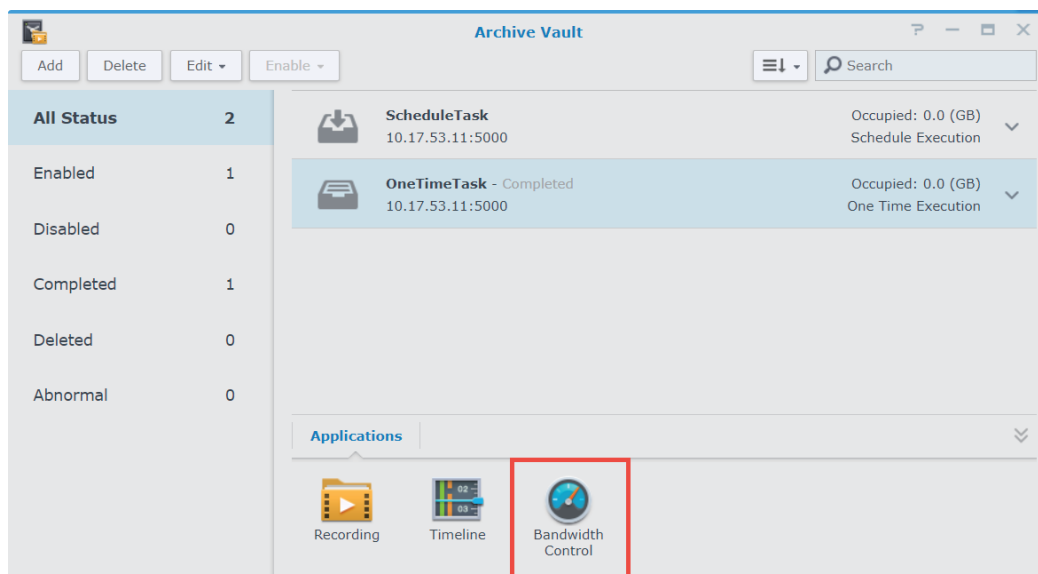 Archive Vault
Add Delete Edit Enable Search
All Status 2
Enabled 1
Disabled 0
Completed 1
Deleted 0
Abnormal 0
ScheduleTask Occupied: 0.0 (GB)
10.17.53.11:5000 Schedule Execution
OneTimeTask - Completed Occupied: 0.0 (GB)
10.17.53.11:5000 One Time Execution
Applications
02
03
Recording Timeline Bandwidth
Control